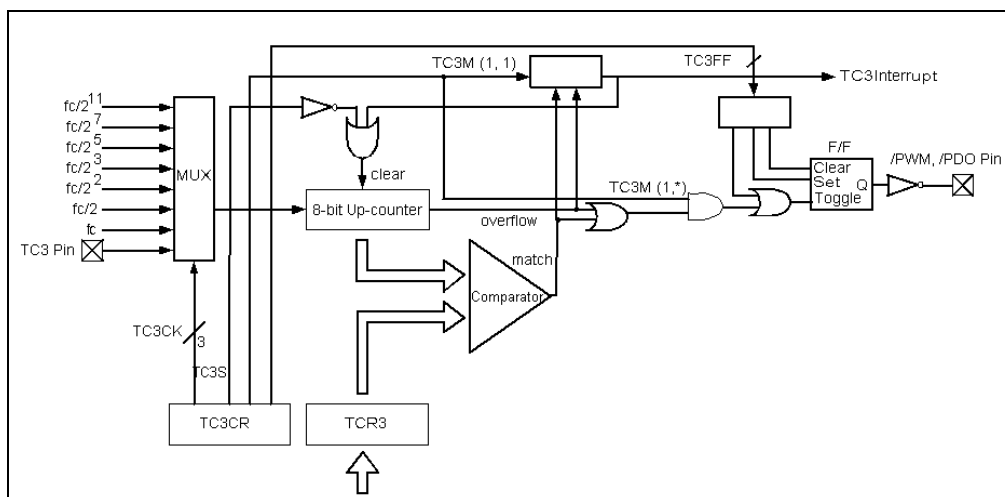 TC3M (1, 1)
TC3FF
TC3Interrupt
fc/2^11
fc/2^7
fc/2^5
fc/2^3
fc/2^2
fc/2
fc
TC3 Pin
MUX
clear
8-bit Up-counter
overflow
TC3M (1,*)
F/F
Clear
Set
Toggle
Q
/PWM, /PDO Pin
match
Comparator
TC3CK
3
TC3S
TC3CR
TCR3